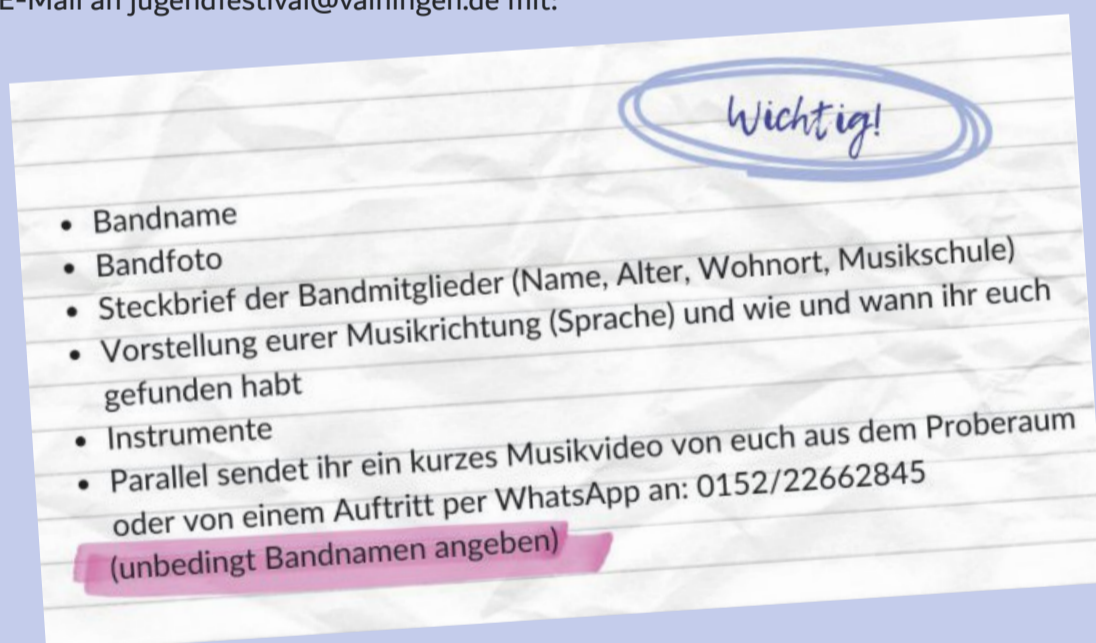 E-Mail an jugendfestival@vaihingen.de mit:
Wichtig!
• Bandname
• Bandfoto
• Steckbrief der Bandmitglieder (Name, Alter, Wohnort, Musikschule)
• Vorstellung eurer Musikrichtung (Sprache) und wie und wann ihr euch
gefunden habt
• Instrumente
• Parallel sendet ihr ein kurzes Musikvideo von euch aus dem Proberaum
oder von einem Auftritt per WhatsApp an: 0152/22662845
(unbedingt Bandnamen angeben)